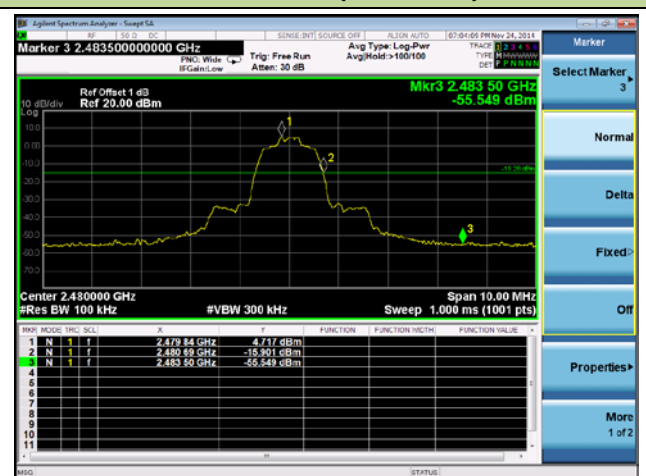 Agilent Spectrum Analyzer - Swept SA
RF 50 Ω DC SENSE:INT SOURCE OFF ALIGN AUTO 07:04:09 PM Nov 24, 2014
Marker 3 2.483500000000 GHz
PNO: Wide
IFGain:Low
Trig: Free Run
Atten: 30 dB
Avg Type: Log-Pwr
Avg|Hold:>100/100
TRACE 1 2 3 4 5 6
TYPE M
DET P P N N N N
Marker
Select Marker
3
Mkr3 2.483 50 GHz
-55.549 dBm
Ref Offset 1 dB
10 dB/div Ref 20.00 dBm
Log
10.0
0.00
-10.0
-20.0
-30.0
-40.0
-50.0
-60.0
-70.0
1
2
3
Normal
Delta
Fixed
Off
Center 2.480000 GHz Span 10.00 MHz
#Res BW 100 kHz #VBW 300 kHz Sweep 1.000 ms (1001 pts)
MKR MODE TRC SCL X Y FUNCTION FUNCTION WIDTH FUNCTION VALUE
1 N 1 f 2.479 84 GHz 4.717 dBm
2 N 1 f 2.480 69 GHz -15.901 dBm
3 N 1 f 2.483 50 GHz -55.549 dBm
4
5
6
7
8
9
10
11
Properties
More
1 of 2
MSG STATUS